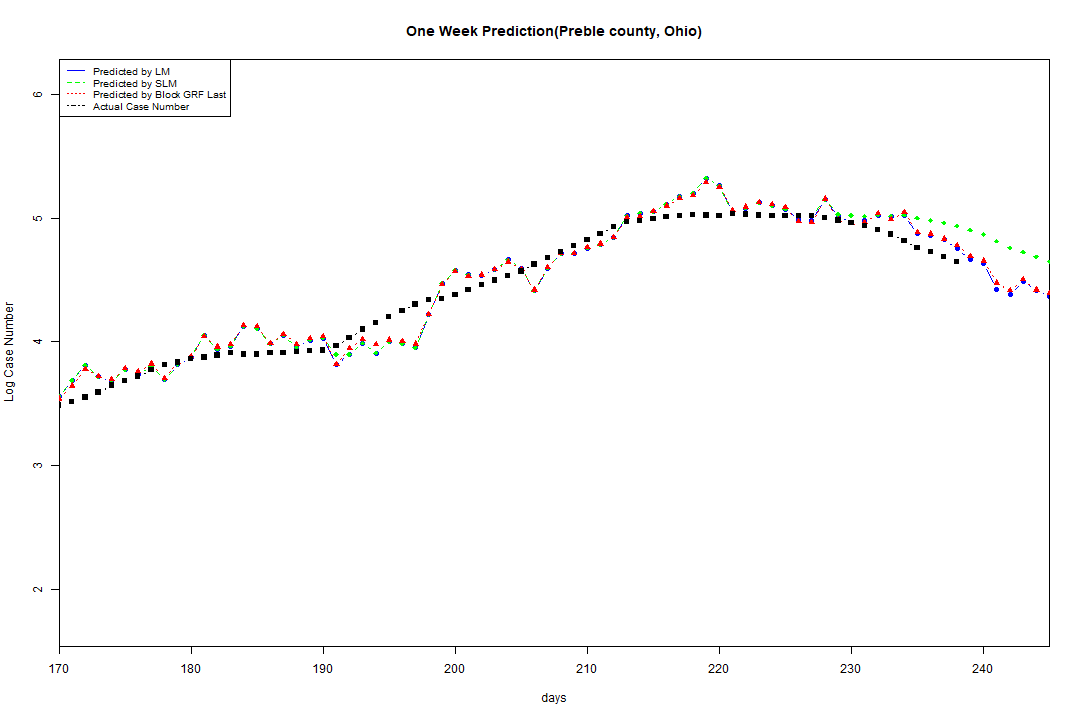 One Week Prediction(Preble county, Ohio)
Predicted by LM
Predicted by SLM
Predicted by Block GRF Last
Actual Case Number
6
5
4
3
2
Log Case Number
170 180 190 200 210 220 230 240
days